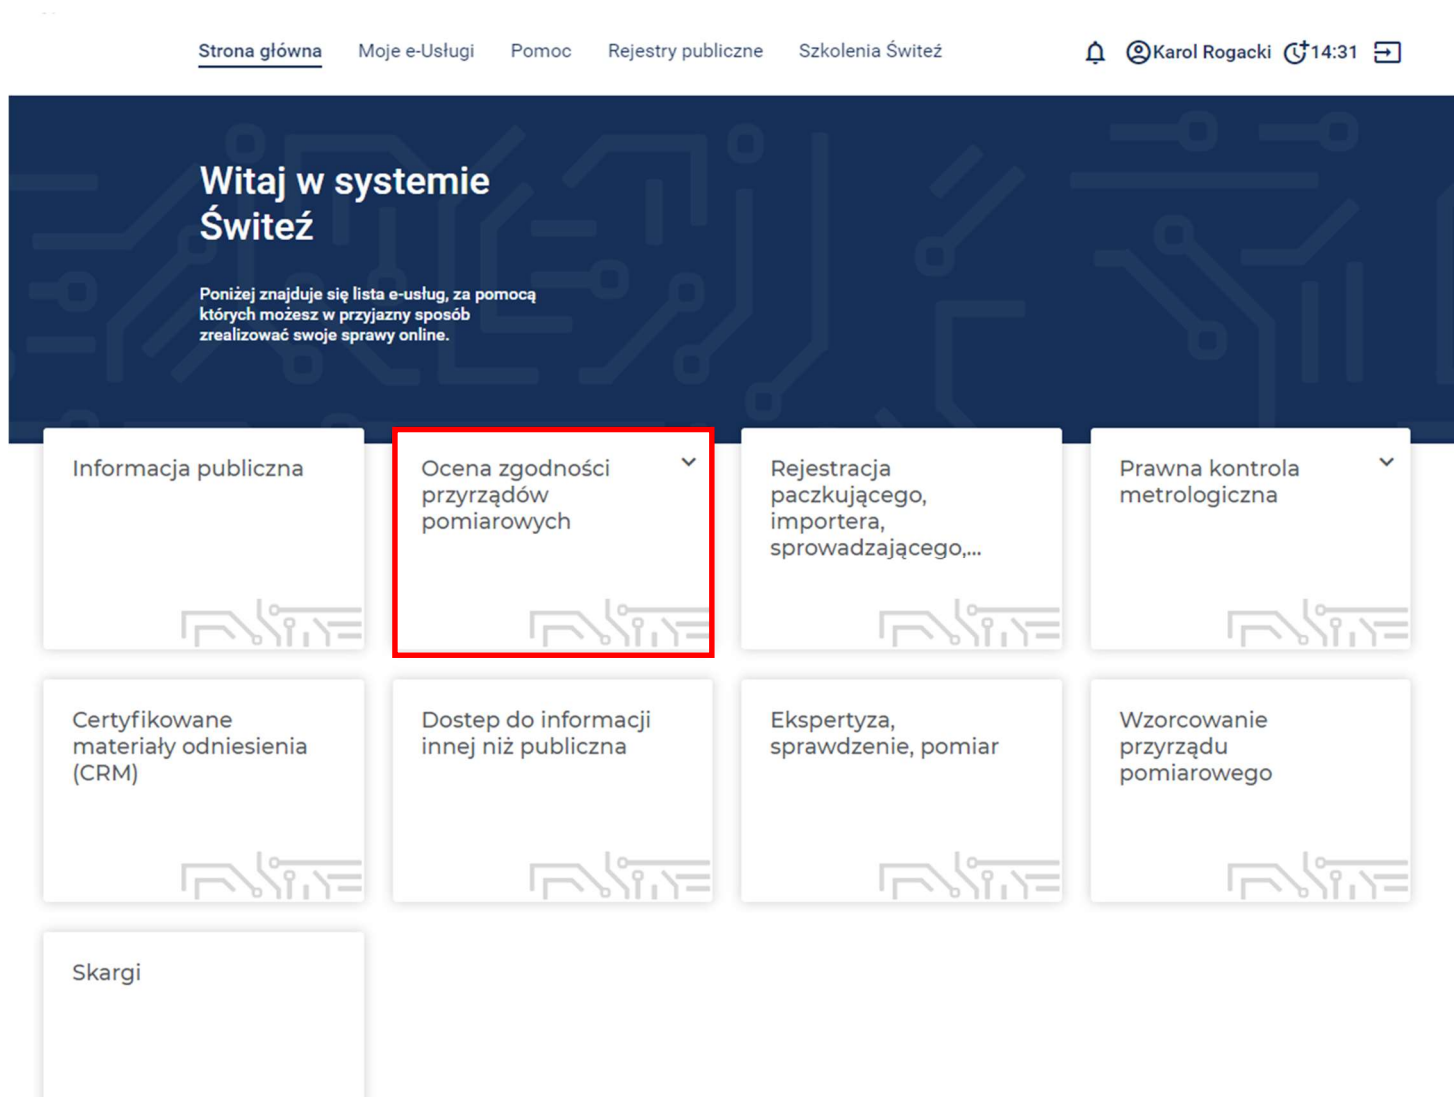 Strona główna Moje e-Usługi Pomoc Rejestry publiczne Szkolenia Świteź Karol Rogacki 14:31
Witaj w systemie
Świteź
Poniżej znajduje się lista e-usług, za pomocą
których możesz w przyjazny sposób
zrealizować swoje sprawy online.
Informacja publiczna
Ocena zgodności
przyrządów
pomiarowych
Rejestracja
paczkującego,
importera,
sprowadzającego,...
Prawna kontrola
metrologiczna
Certyfikowane
materiały odniesienia
(CRM)
Dostep do informacji
innej niż publiczna
Ekspertyza,
sprawdzenie, pomiar
Wzorcowanie
przyrządu
pomiarowego
Skargi